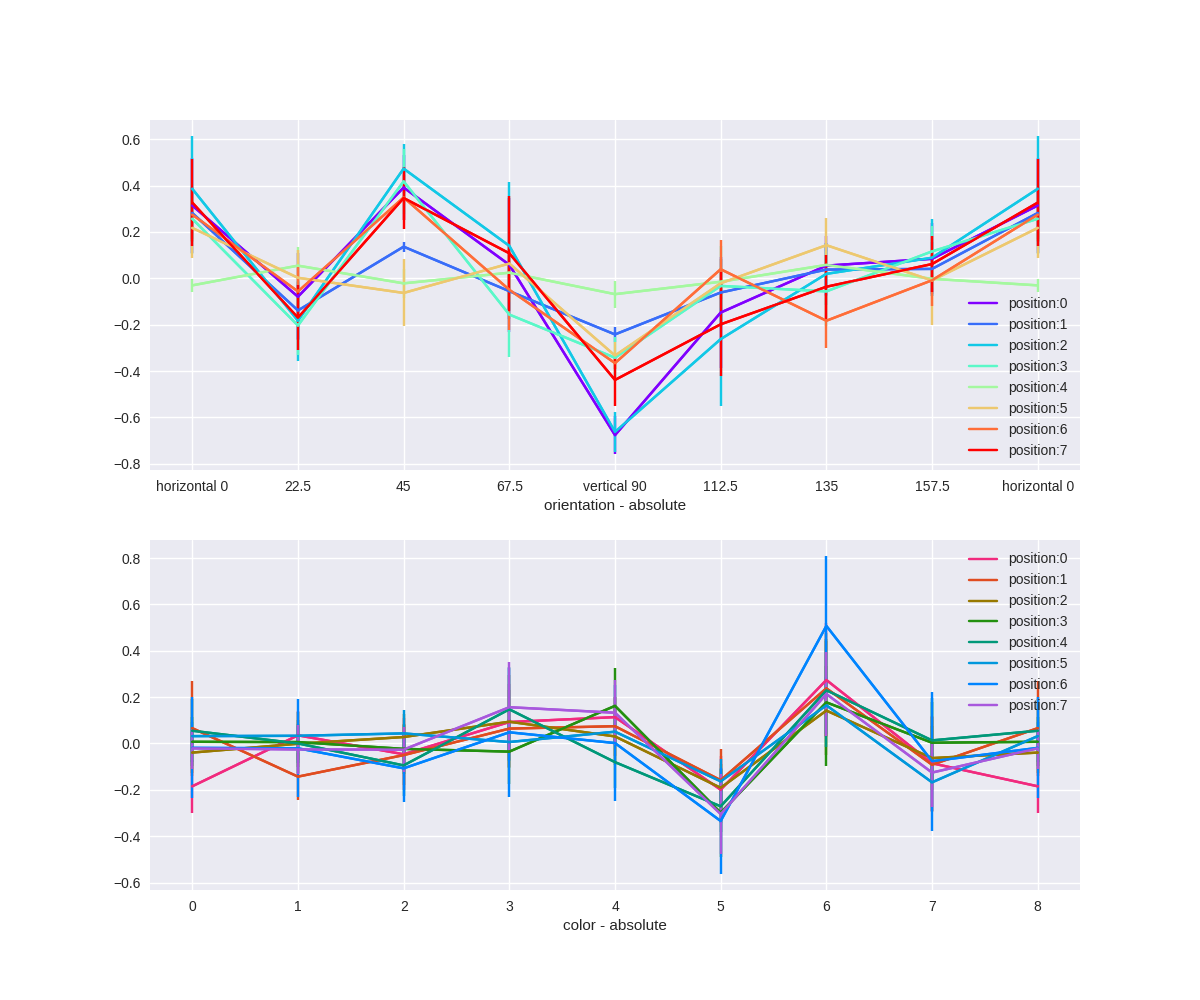 0.6
0.4
0.2
0.0
−0.2
−0.4
−0.6
−0.8
position:0
position:1
position:2
position:3
position:4
position:5
position:6
position:7
horizontal 0 22.5 45 67.5 vertical 90 112.5 135 157.5 horizontal 0
orientation - absolute
0.8
0.6
0.4
0.2
0.0
−0.2
−0.4
−0.6
position:0
position:1
position:2
position:3
position:4
position:5
position:6
position:7
0 1 2 3 4 5 6 7 8
color - absolute